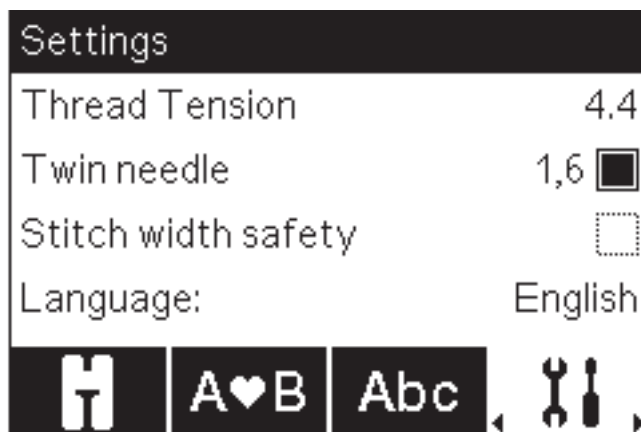 Settings
Thread Tension 4.4
Twin needle 1,6
Stitch width safety
Language: English
A♥B Abc